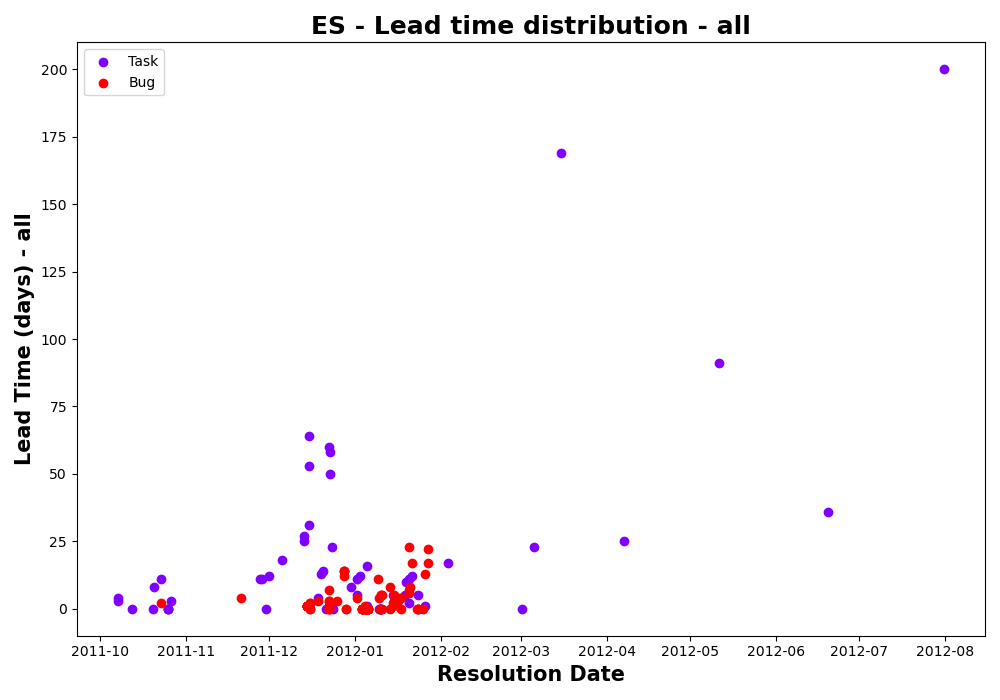 ES - Lead time distribution - all
Task
Bug
Lead Time (days) - all
200
175
150
125
100
75
50
25
0
2011-10 2011-11 2011-12 2012-01 2012-02 2012-03 2012-04 2012-05 2012-06 2012-07 2012-08
Resolution Date